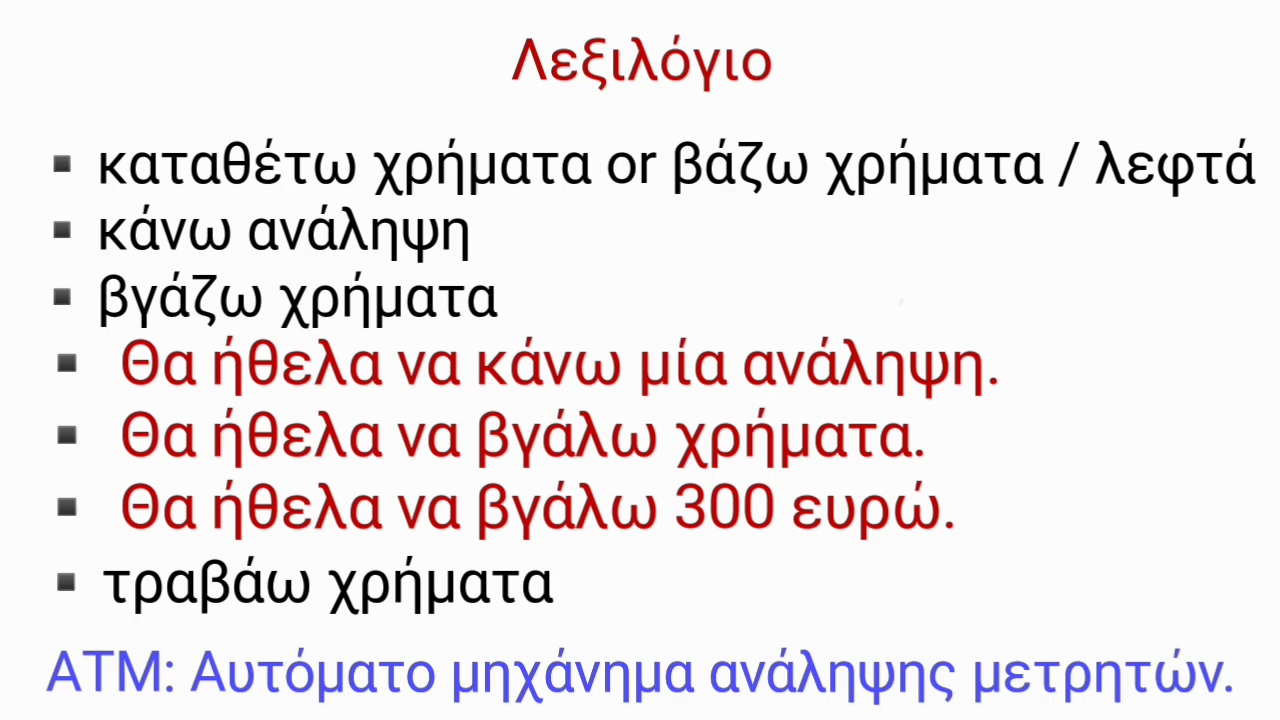 Λεξιλόγιο
▪ καταθέτω χρήματα or βάζω χρήματα / λεφτά
▪ κάνω ανάληψη
▪ βγάζω χρήματα
▪ Θα ήθελα να κάνω μία ανάληψη.
▪ Θα ήθελα να βγάλω χρήματα.
▪ Θα ήθελα να βγάλω 300 ευρώ.
▪ τραβάω χρήματα
ΑΤΜ: Αυτόματο μηχάνημα ανάληψης μετρητών.